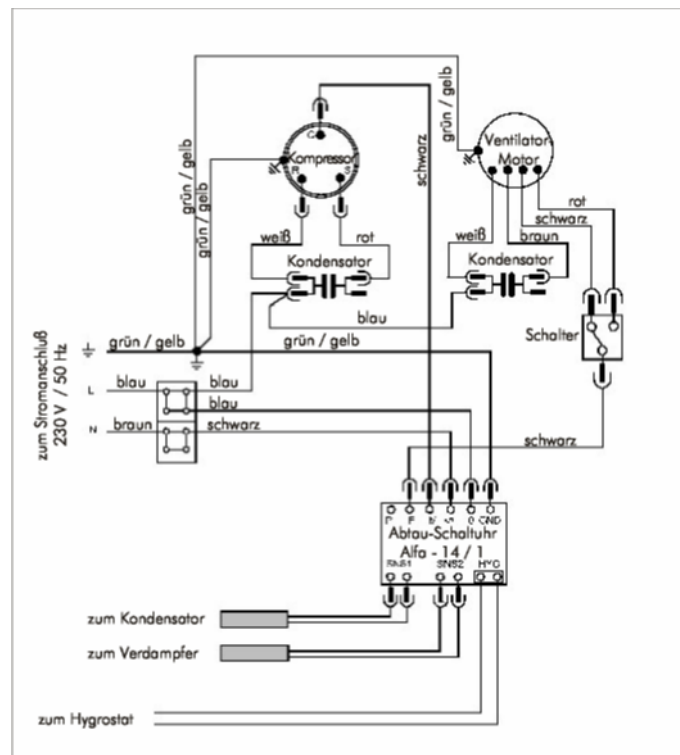 grün / gelb
grün / gelb
grün / gelb
grün / gelb
schwarz
C
Kompressor
R
S
Ventilator
Motor
rot
schwarz
weiß
rot
Kondensator
weiß
braun
Kondensator
blau
Schalter
zum Stromanschluß
230 V / 50 Hz
grün / gelb
grün / gelb
L
blau
blau
blau
N
braun
schwarz
schwarz
F
M
GND
Abtau-Schaltuhr
Alfa - 14 / 1
SNS1
SNS2
HYG
zum Kondensator
zum Verdampfer
zum Hygrostat